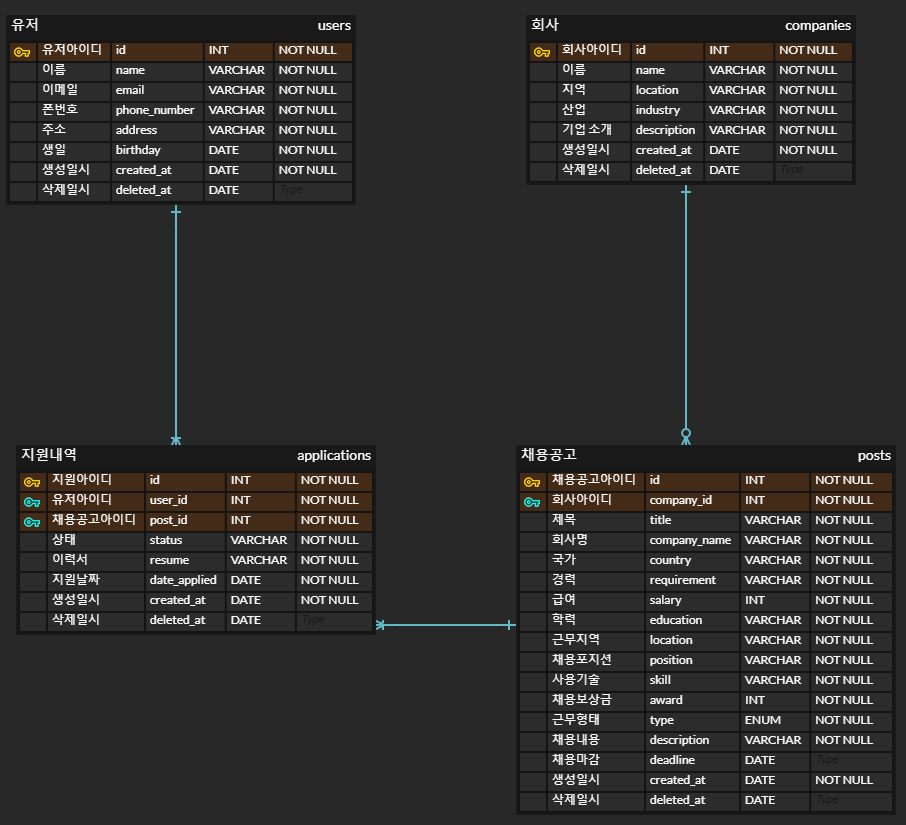 유저 users
유저아이디 id INT NOT NULL
이름 name VARCHAR NOT NULL
이메일 email VARCHAR NOT NULL
폰번호 phone_number VARCHAR NOT NULL
주소 address VARCHAR NOT NULL
생일 birthday DATE NOT NULL
생성일시 created_at DATE NOT NULL
삭제일시 deleted_at DATE Type
회사 companies
회사아이디 id INT NOT NULL
이름 name VARCHAR NOT NULL
지역 location VARCHAR NOT NULL
산업 industry VARCHAR NOT NULL
기업 소개 description VARCHAR NOT NULL
생성일시 created_at DATE NOT NULL
삭제일시 deleted_at DATE Type
지원내역 applications
지원아이디 id INT NOT NULL
유저아이디 user_id INT NOT NULL
채용공고아이디 post_id INT NOT NULL
상태 status VARCHAR NOT NULL
이력서 resume VARCHAR NOT NULL
지원날짜 date_applied DATE NOT NULL
생성일시 created_at DATE NOT NULL
삭제일시 deleted_at DATE Type
채용공고 posts
채용공고아이디 id INT NOT NULL
회사아이디 company_id INT NOT NULL
제목 title VARCHAR NOT NULL
회사명 company_name VARCHAR NOT NULL
국가 country VARCHAR NOT NULL
경력 requirement VARCHAR NOT NULL
급여 salary INT NOT NULL
학력 education VARCHAR NOT NULL
근무지역 location VARCHAR NOT NULL
채용포지션 position VARCHAR NOT NULL
사용기술 skill VARCHAR NOT NULL
채용보상금 award INT NOT NULL
근무형태 type ENUM NOT NULL
채용내용 description VARCHAR NOT NULL
채용마감 deadline DATE Type
생성일시 created_at DATE NOT NULL
삭제일시 deleted_at DATE Type